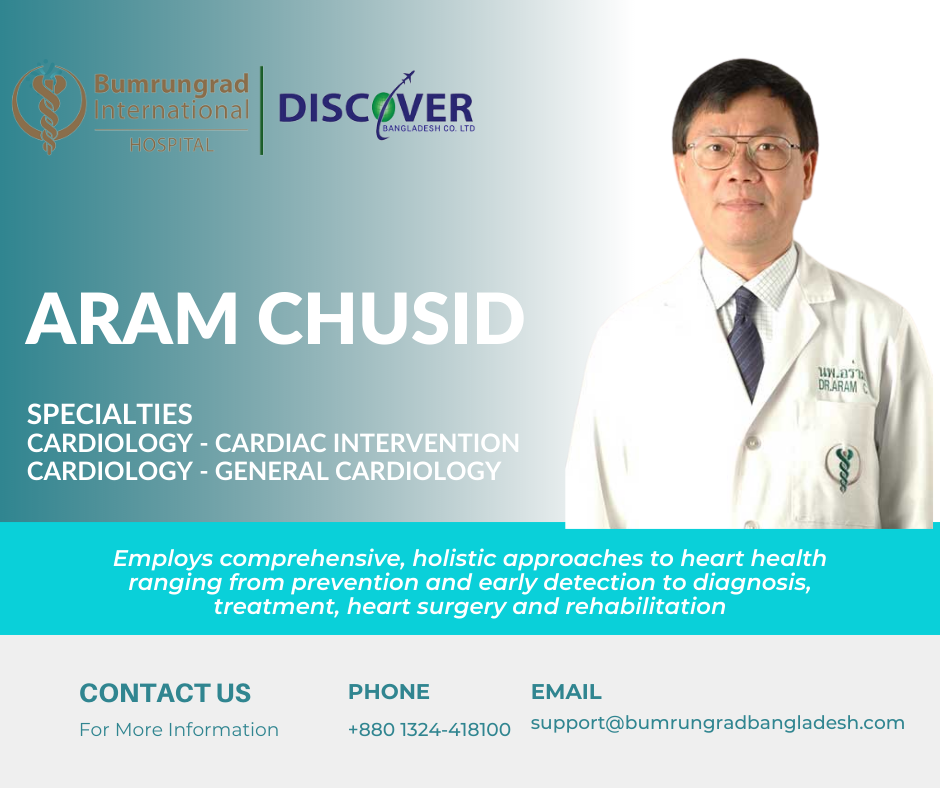 Bumrungrad
International
HOSPITAL
DISCOVER
BANGLADESH CO. LTD
ARAM CHUSID
SPECIALTIES
CARDIOLOGY - CARDIAC INTERVENTION
CARDIOLOGY - GENERAL CARDIOLOGY
นพ.อร่าม
DR.ARAM C
Employs comprehensive, holistic approaches to heart health
ranging from prevention and early detection to diagnosis,
treatment, heart surgery and rehabilitation
CONTACT US
For More Information
PHONE
+880 1324-418100
EMAIL
support@bumrungradbangladesh.com